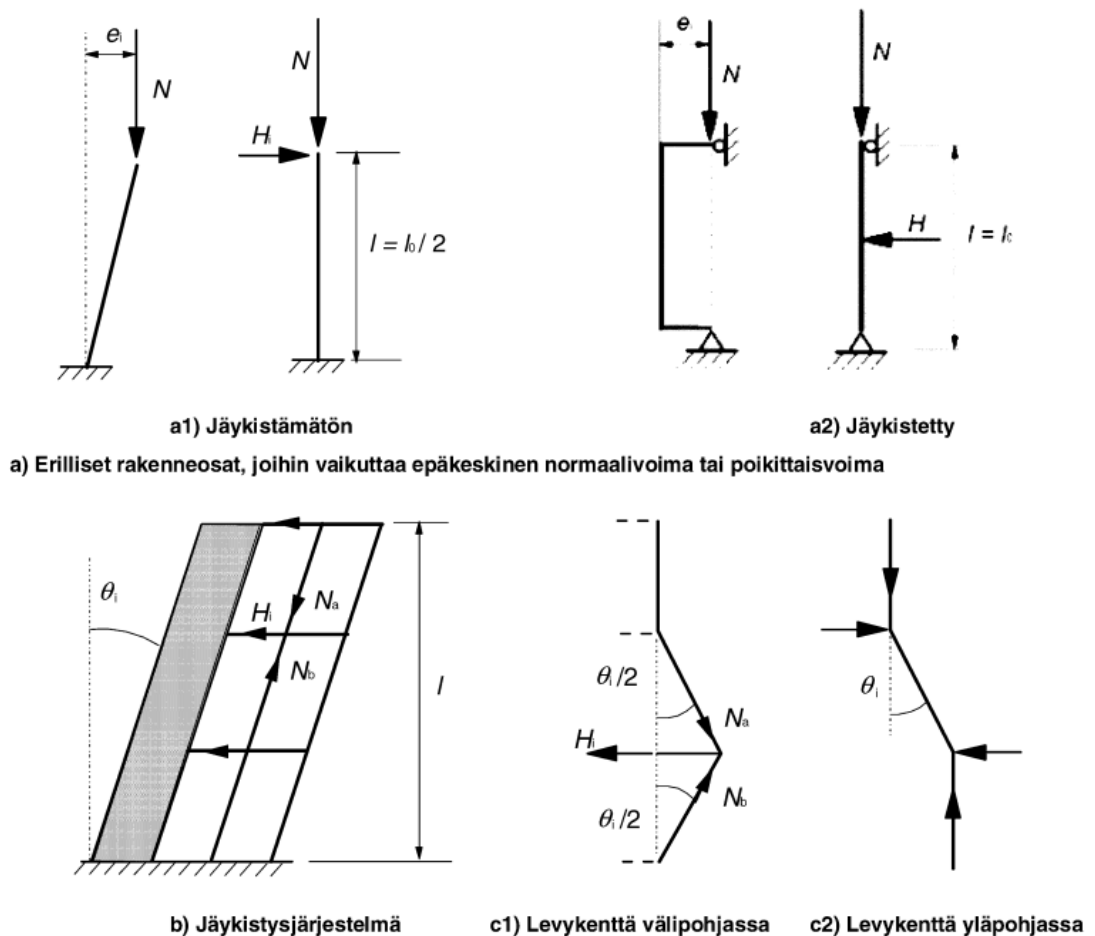 eᵢ
N
N
Hᵢ
l = l₀ / 2
eᵢ
N
N
H
l = l₀
a1) Jäykistämätön
a2) Jäykistetty
a) Erilliset rakenneosat, joihin vaikuttaa epäkeskinen normaalivoima tai poikittaisvoima
θᵢ
Hᵢ
Nₐ
N_b
l
θᵢ/2
Nₐ
Hᵢ
N_b
θᵢ/2
θᵢ
b) Jäykistysjärjestelmä
c1) Levykenttä välipohjassa
c2) Levykenttä yläpohjassa